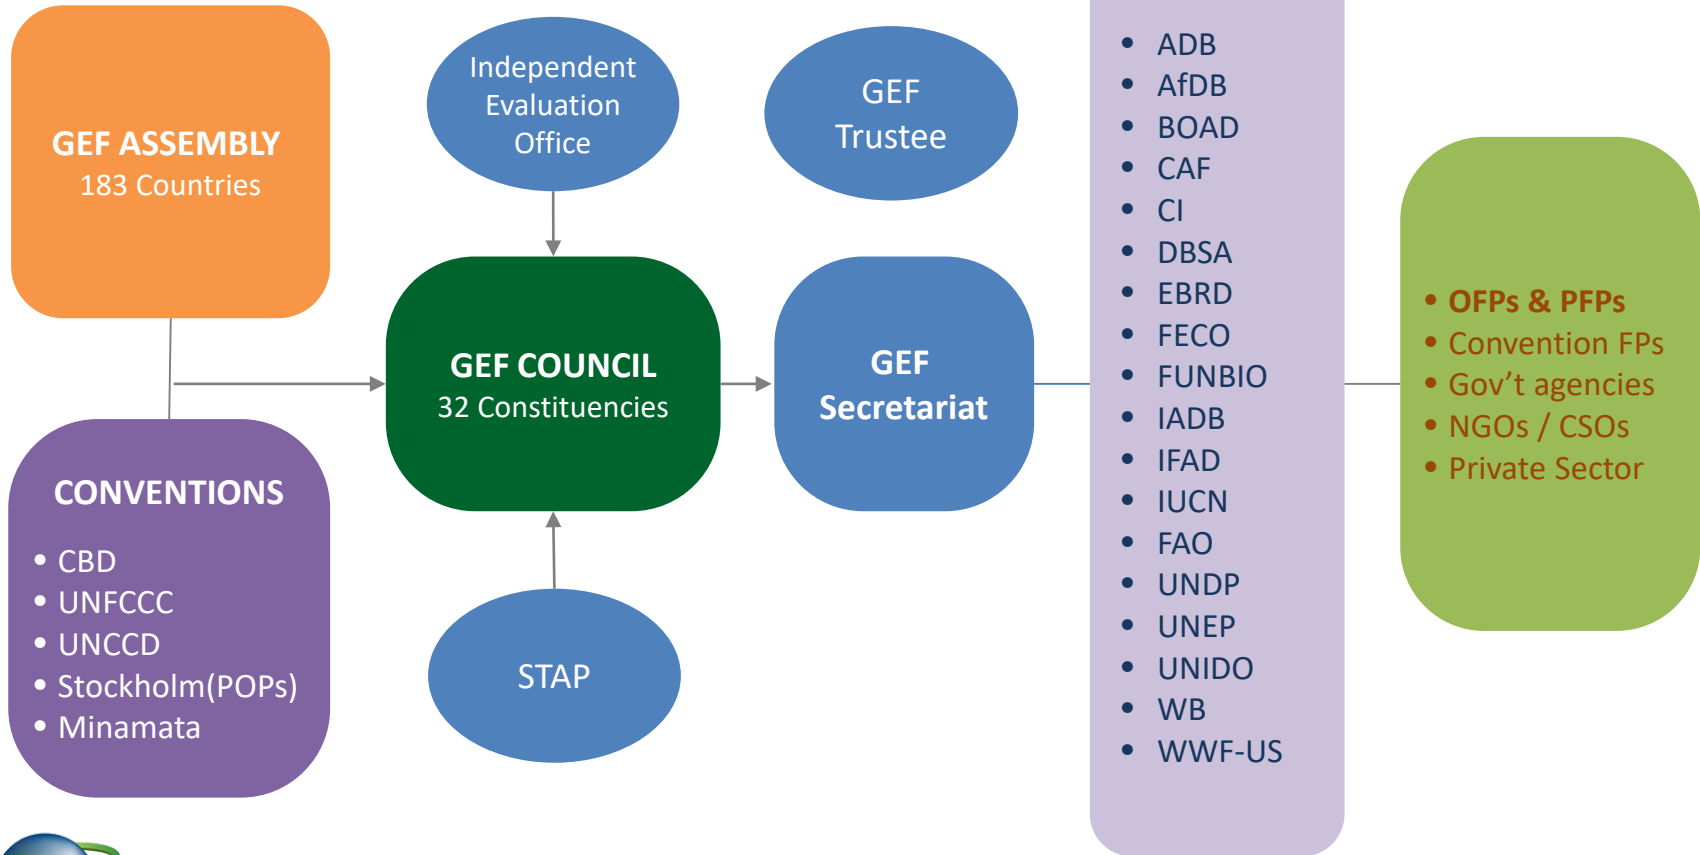 GEF ASSEMBLY
183 Countries
CONVENTIONS
• CBD
• UNFCCC
• UNCCD
• Stockholm(POPs)
• Minamata
Independent
Evaluation
Office
GEF COUNCIL
32 Constituencies
STAP
GEF
Trustee
GEF
Secretariat
• ADB
• AfDB
• BOAD
• CAF
• CI
• DBSA
• EBRD
• FECO
• FUNBIO
• IADB
• IFAD
• IUCN
• FAO
• UNDP
• UNEP
• UNIDO
• WB
• WWF-US
• OFPs & PFPs
• Convention FPs
• Gov’t agencies
• NGOs / CSOs
• Private Sector